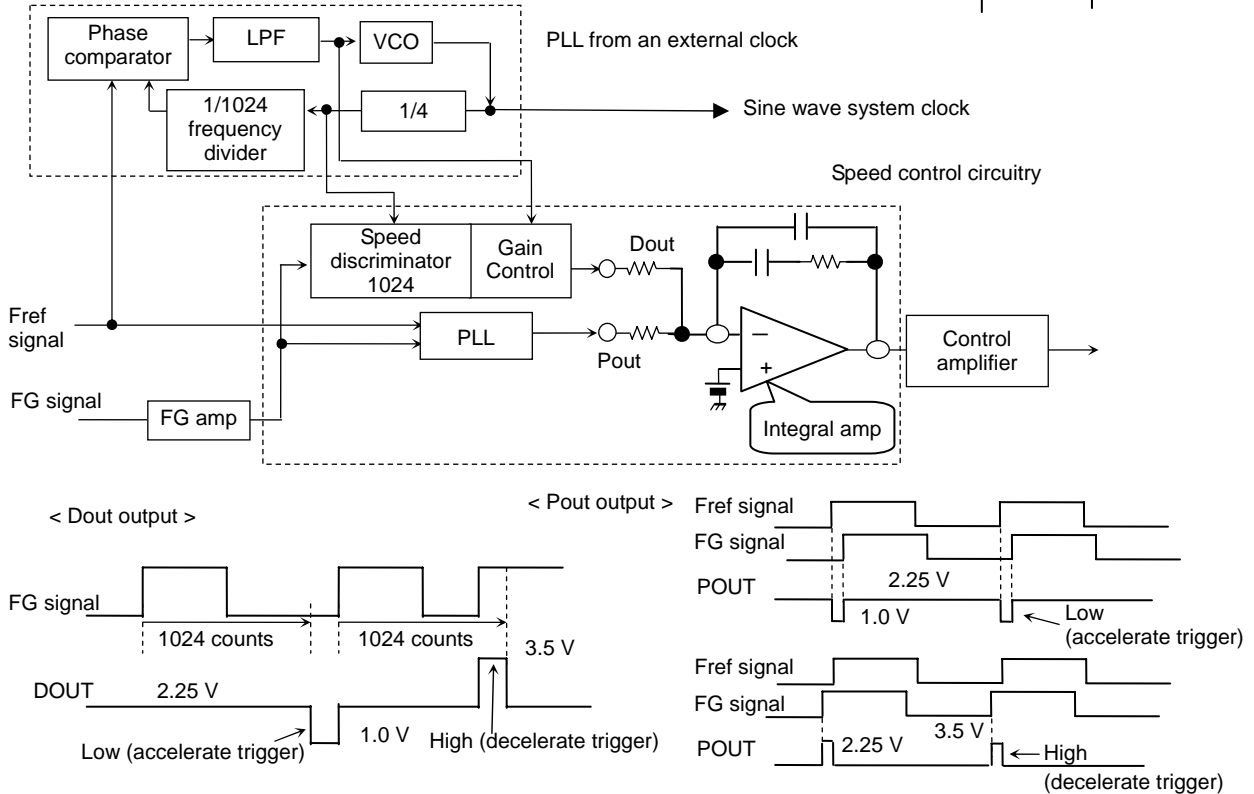 Phase
comparator
LPF
VCO
PLL from an external clock
1/1024
frequency
divider
1/4
Sine wave system clock
Speed control circuitry
Speed
discriminator
1024
Gain
Control
Dout
Fref
signal
PLL
Pout
−
+
Control
amplifier
FG signal
FG amp
Integral amp
< Dout output >
FG signal
1024 counts
1024 counts
3.5 V
DOUT
2.25 V
1.0 V
Low (accelerate trigger)
High (decelerate trigger)
< Pout output >
Fref signal
FG signal
POUT
2.25 V
1.0 V
Low
(accelerate trigger)
Fref signal
FG signal
3.5 V
POUT
2.25 V
High
(decelerate trigger)